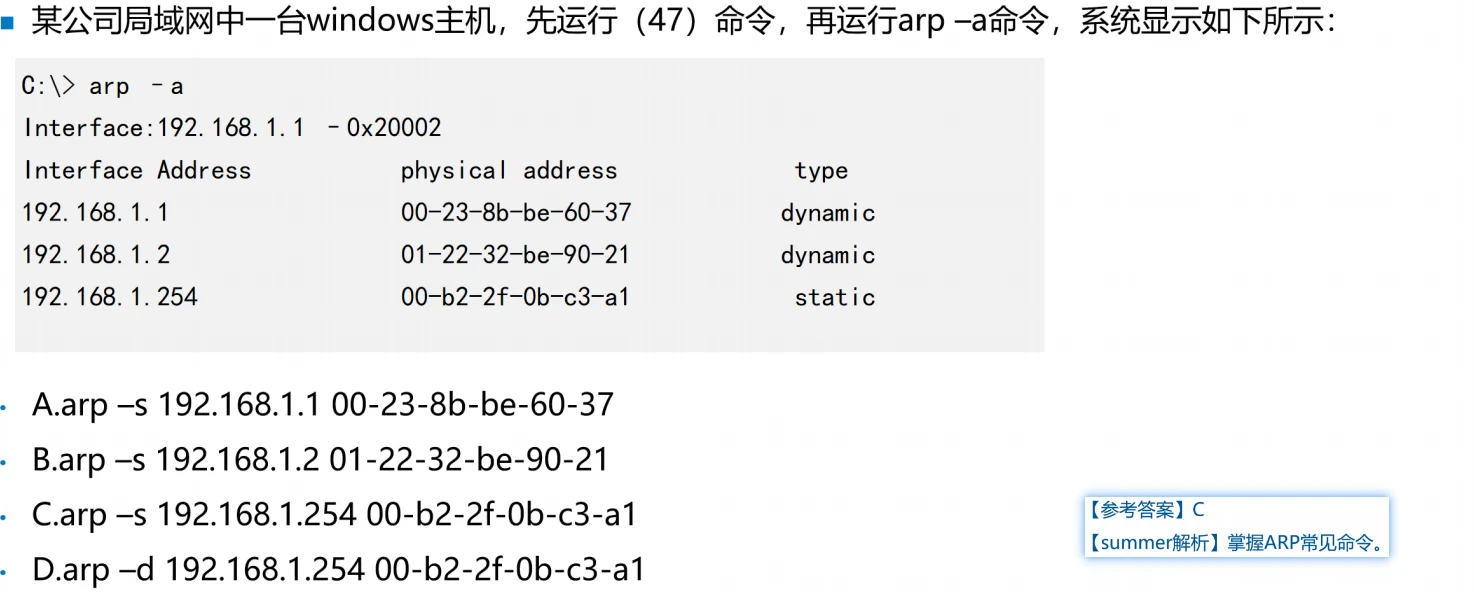 某公司局域网中一台windows主机，先运行（47）命令，再运行arp –a命令，系统显示如下所示：
C:\> arp –a
Interface:192.168.1.1 –0x20002
Interface Address physical address type
192.168.1.1 00-23-8b-be-60-37 dynamic
192.168.1.2 01-22-32-be-90-21 dynamic
192.168.1.254 00-b2-2f-0b-c3-a1 static
A.arp –s 192.168.1.1 00-23-8b-be-60-37
B.arp –s 192.168.1.2 01-22-32-be-90-21
C.arp –s 192.168.1.254 00-b2-2f-0b-c3-a1
D.arp –d 192.168.1.254 00-b2-2f-0b-c3-a1
【参考答案】C
【summer解析】掌握ARP常见命令。